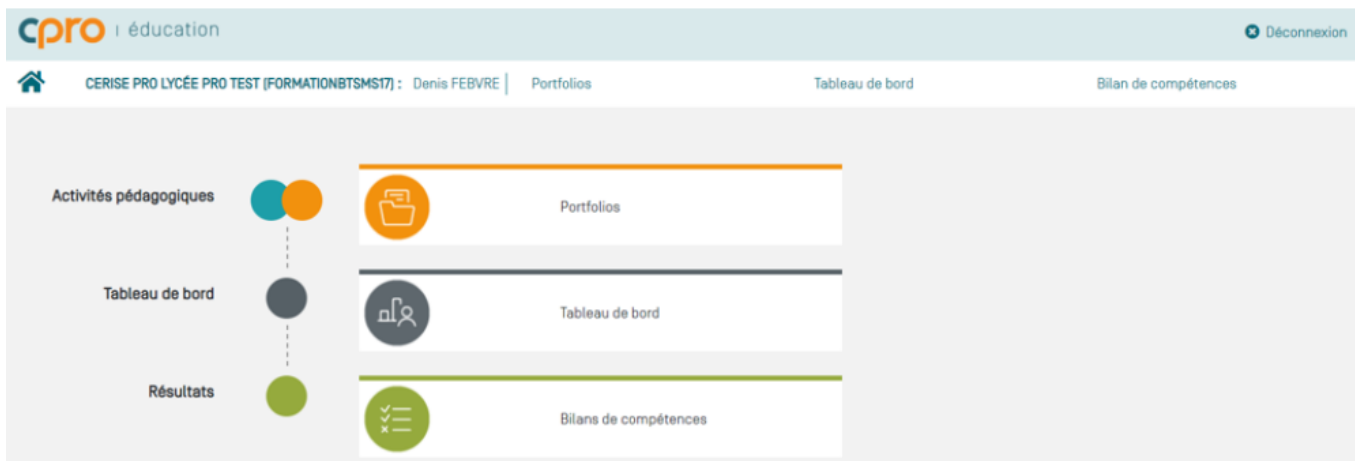 cpro | éducation
Déconnexion
CERISE PRO LYCÉE PRO TEST (FORMATIONBTSMS17) : Denis FEBVRE | Portfolios Tableau de bord Bilan de compétences
Activités pédagogiques
Portfolios
Tableau de bord
Tableau de bord
Résultats
Bilans de compétences